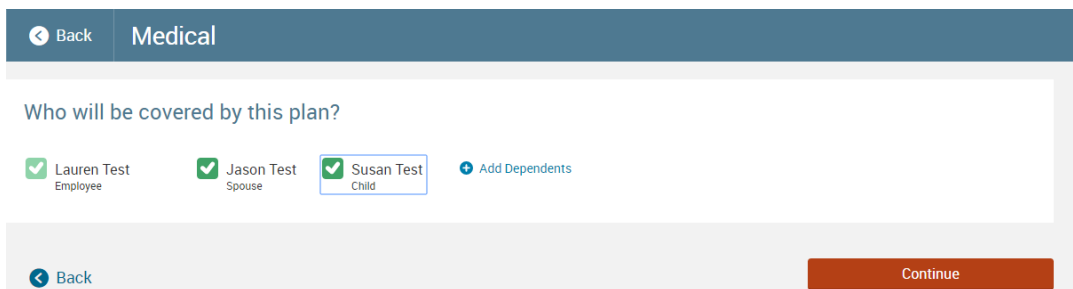 Back Medical
Who will be covered by this plan?
Lauren Test Jason Test Susan Test Add Dependents
Employee Spouse Child
Back Continue